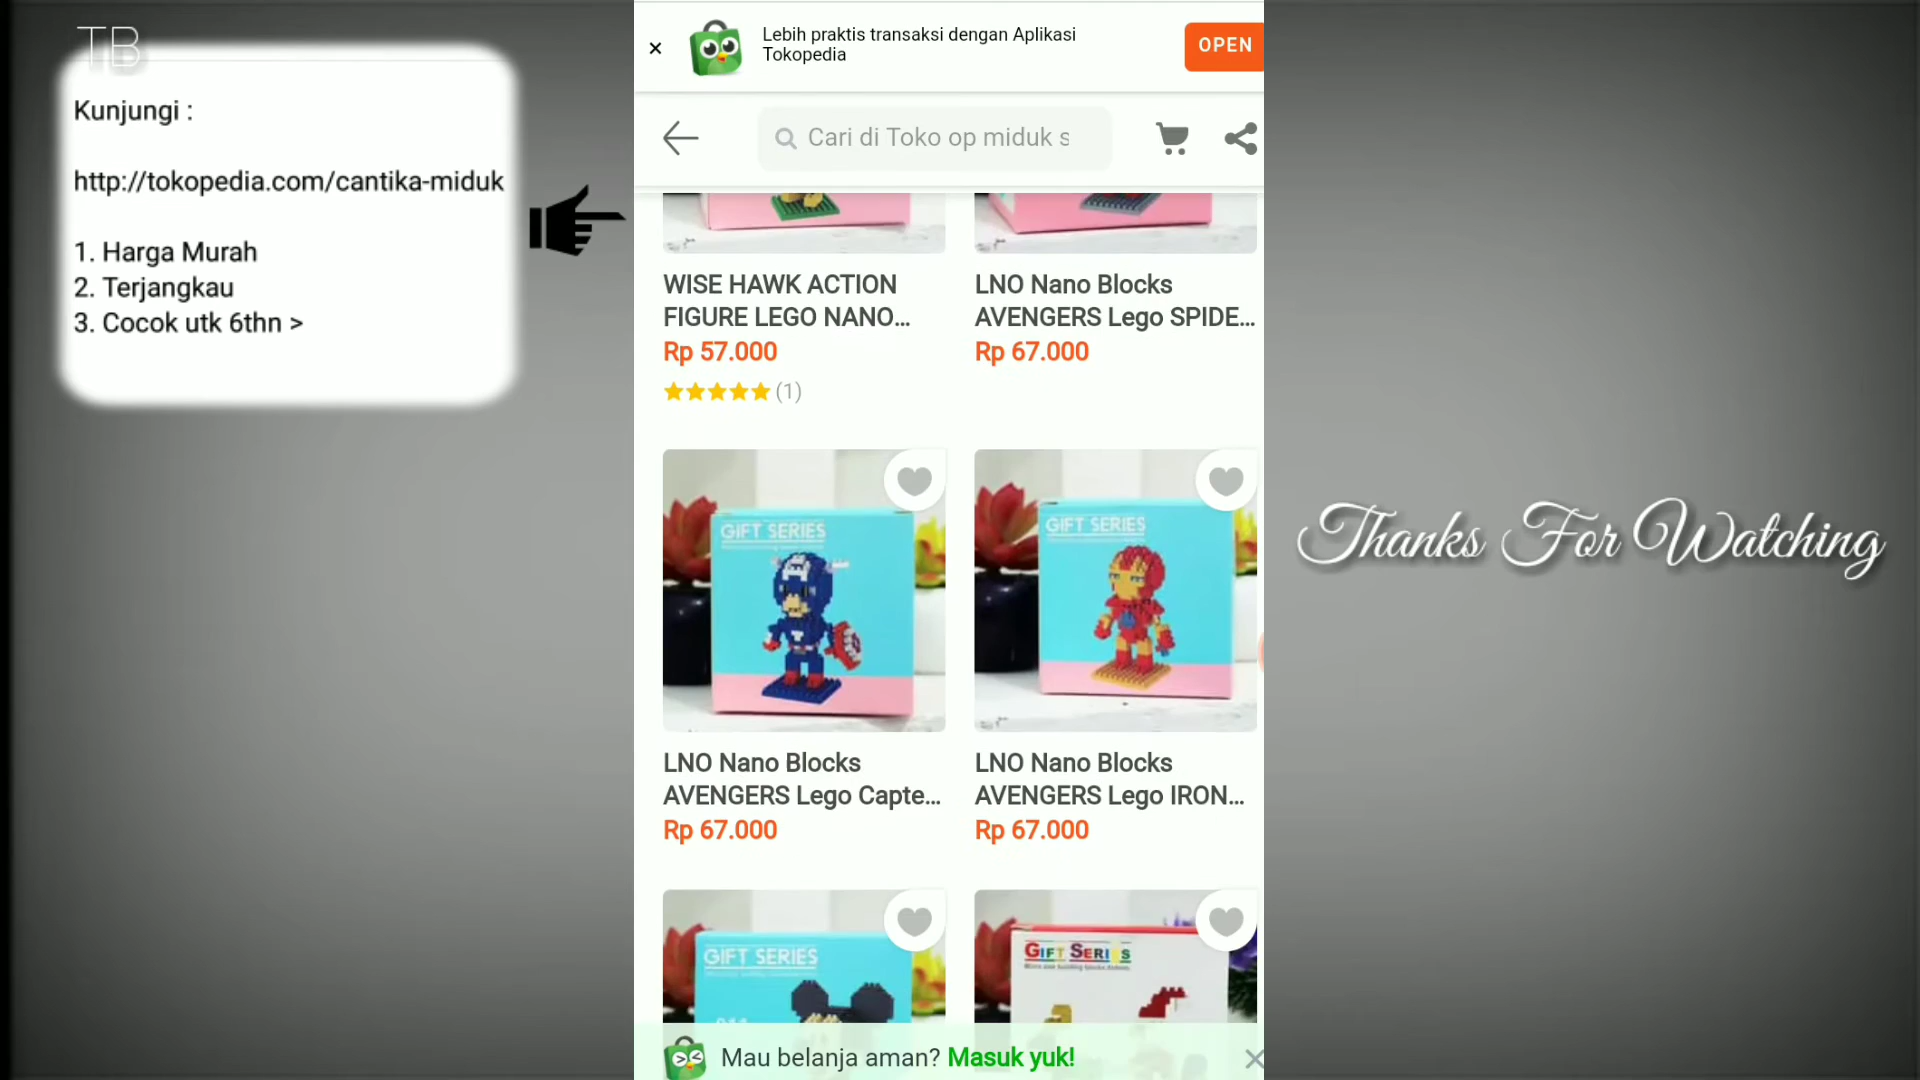 TB
Kunjungi :
http://tokopedia.com/cantika-miduk
1. Harga Murah
2. Terjangkau
3. Cocok utk 6thn >
Lebih praktis transaksi dengan Aplikasi
Tokopedia
OPEN
Cari di Toko op miduk s
WISE HAWK ACTION
FIGURE LEGO NANO...
Rp 57.000
(1)
LNO Nano Blocks
AVENGERS Lego SPIDE...
Rp 67.000
GIFT SERIES
LNO Nano Blocks
AVENGERS Lego Capte...
Rp 67.000
GIFT SERIES
LNO Nano Blocks
AVENGERS Lego IRON...
Rp 67.000
GIFT SERIES
GIFT SERIES
Mau belanja aman? Masuk yuk!
Thanks For Watching